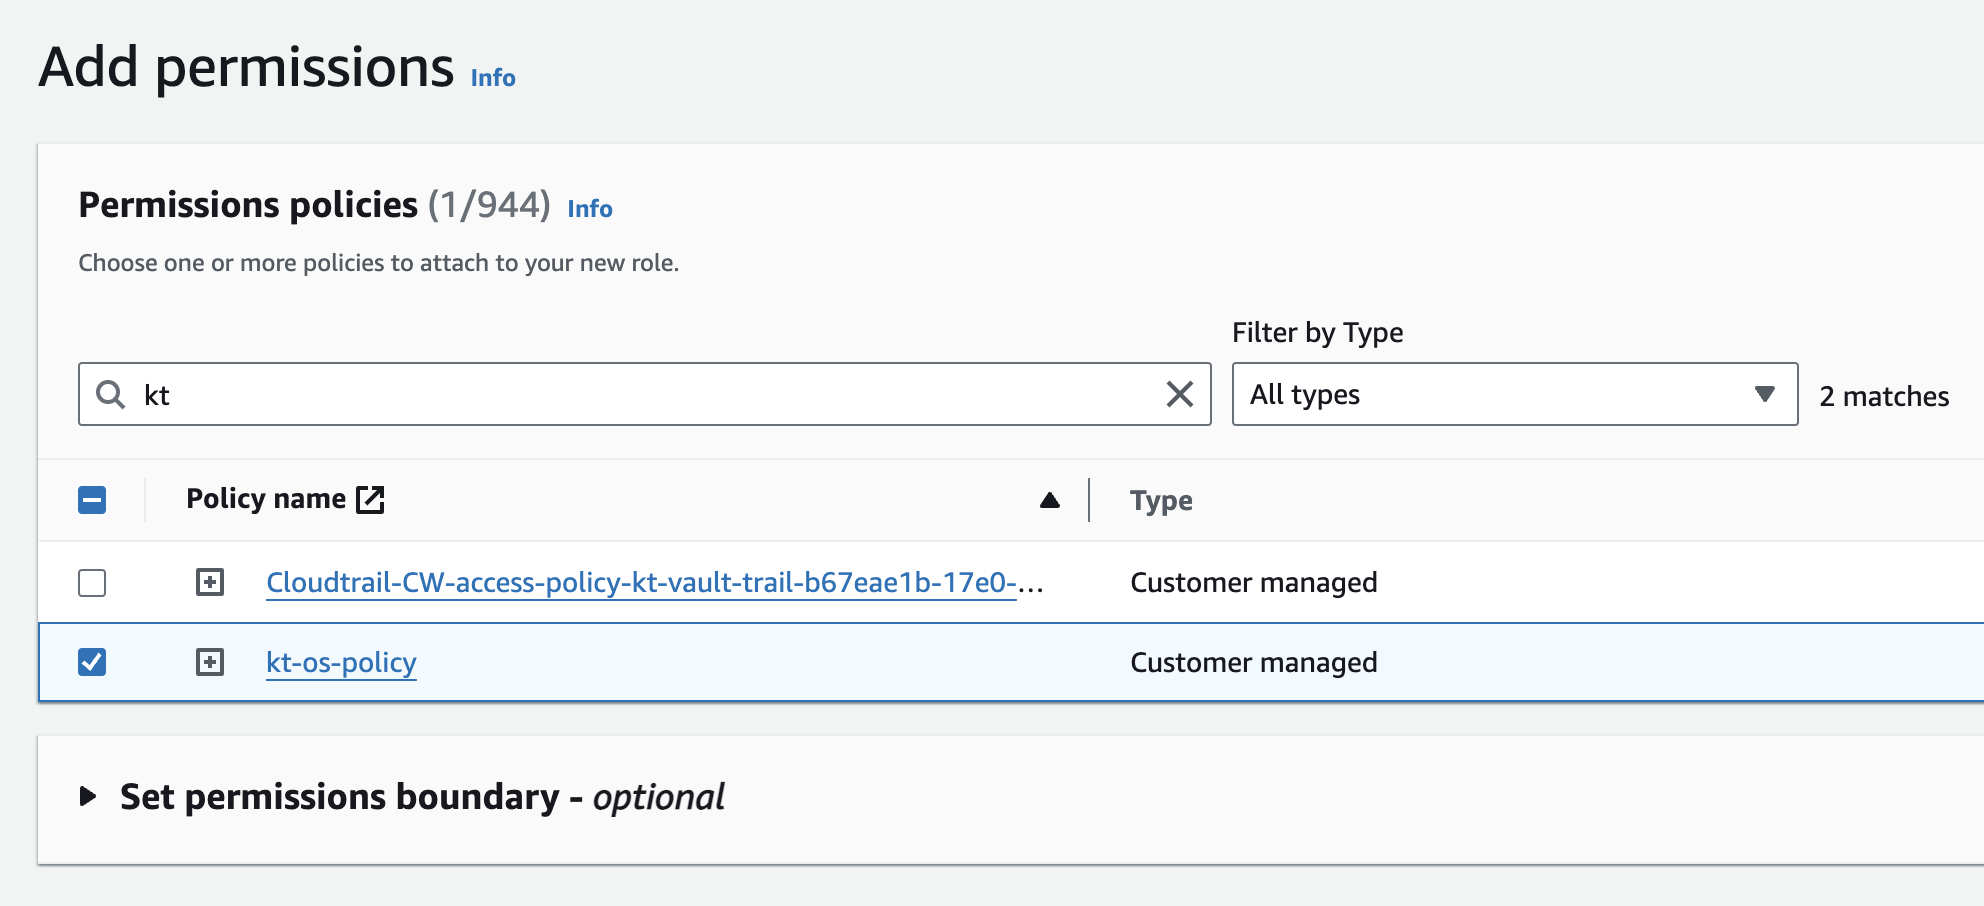 Add permissions Info
Permissions policies (1/944) Info
Choose one or more policies to attach to your new role.
Filter by Type
kt
All types
2 matches
Policy name
Type
Cloudtrail-CW-access-policy-kt-vault-trail-b67eae1b-17e0-...
Customer managed
kt-os-policy
Customer managed
Set permissions boundary - optional